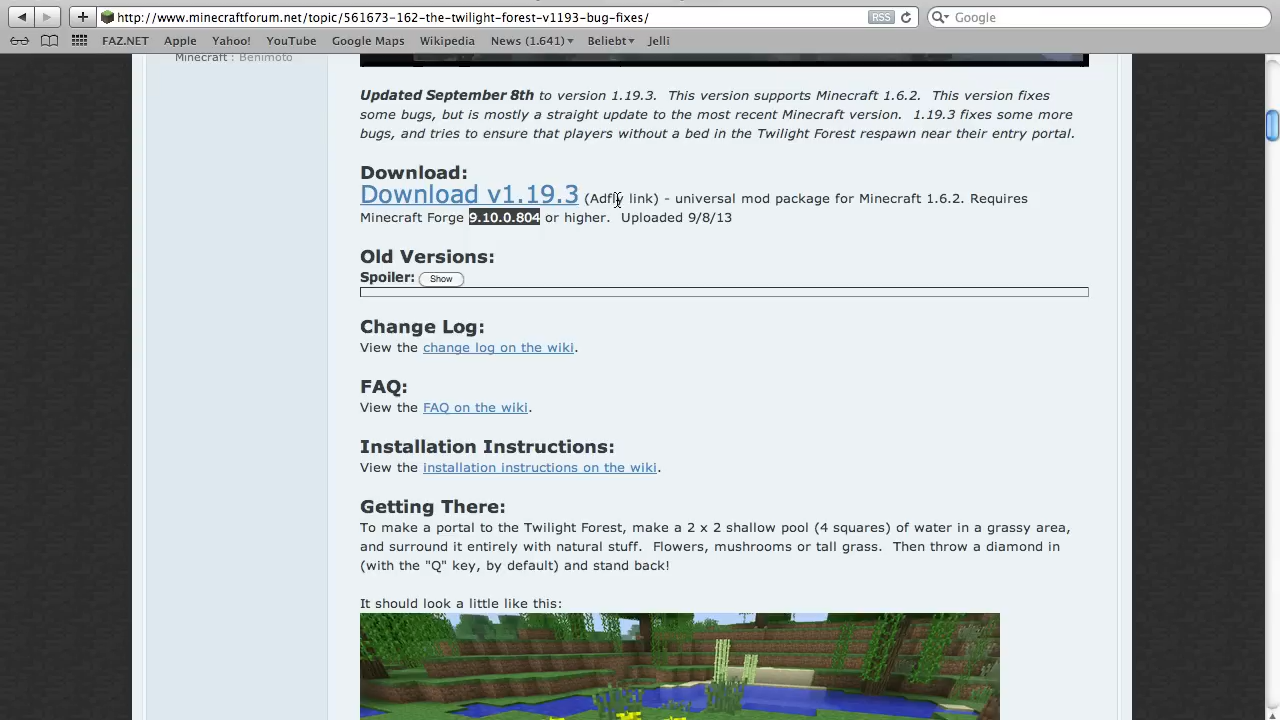 http://www.minecraftforum.net/topic/561673-162-the-twilight-forest-v1193-bug-fixes/ RSS Google
FAZ.NET Apple Yahoo! YouTube Google Maps Wikipedia News (1.641) Beliebt Jelli
Minecraft : Benimoto
Updated September 8th to version 1.19.3. This version supports Minecraft 1.6.2. This version fixes
some bugs, but is mostly a straight update to the most recent Minecraft version. 1.19.3 fixes some more
bugs, and tries to ensure that players without a bed in the Twilight Forest respawn near their entry portal.
Download:
Download v1.19.3 (Adfly link) - universal mod package for Minecraft 1.6.2. Requires
Minecraft Forge 9.10.0.804 or higher. Uploaded 9/8/13
Old Versions:
Spoiler: Show
Change Log:
View the change log on the wiki.
FAQ:
View the FAQ on the wiki.
Installation Instructions:
View the installation instructions on the wiki.
Getting There:
To make a portal to the Twilight Forest, make a 2 x 2 shallow pool (4 squares) of water in a grassy area,
and surround it entirely with natural stuff. Flowers, mushrooms or tall grass. Then throw a diamond in
(with the "Q" key, by default) and stand back!
It should look a little like this: